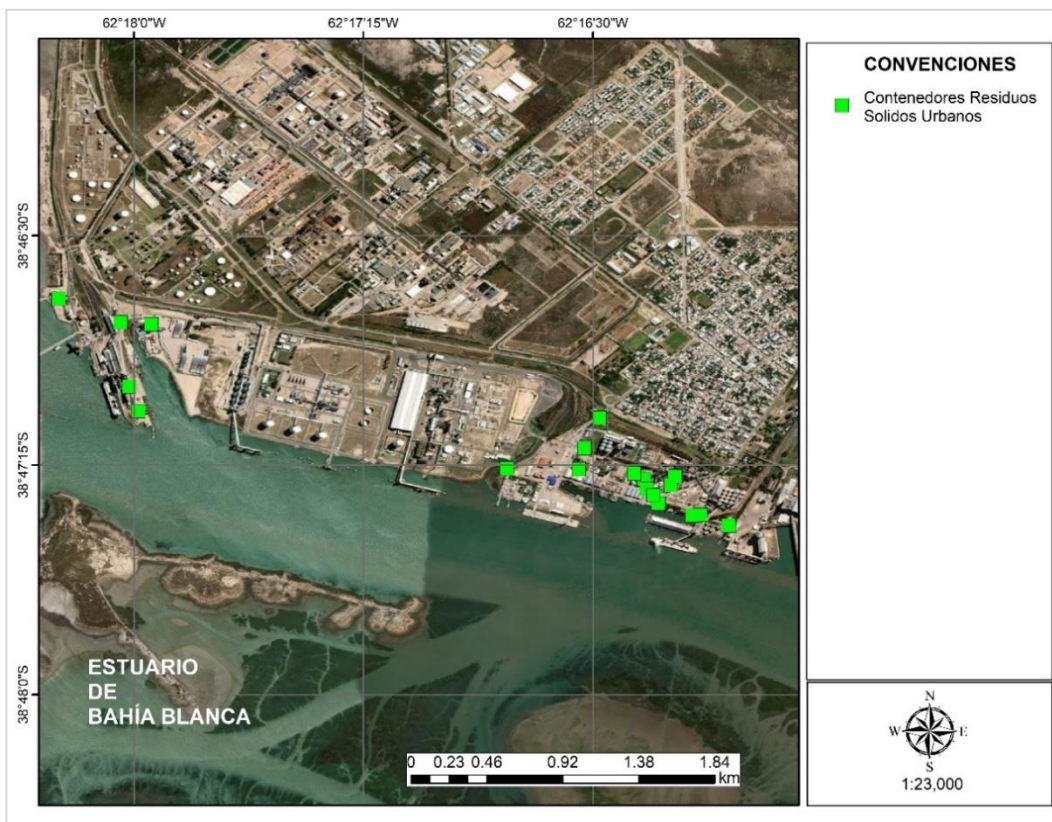 62°18'0"W
62°17'15"W
62°16'30"W
38°46'30"S
38°47'15"S
38°48'0"S
ESTUARIO
DE
BAHÍA BLANCA
0 0.23 0.46 0.92 1.38 1.84
km
CONVENCIONES
Contenedores Residuos
Solidos Urbanos
N
W E
S
1:23,000